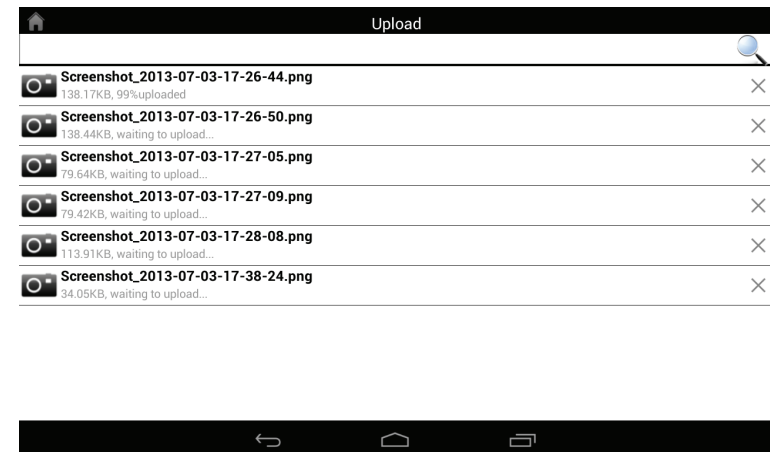 Upload
Screenshot_2013-07-03-17-26-44.png
138.17KB, 99%uploaded
Screenshot_2013-07-03-17-26-50.png
138.44KB, waiting to upload...
Screenshot_2013-07-03-17-27-05.png
79.64KB, waiting to upload...
Screenshot_2013-07-03-17-27-09.png
79.42KB, waiting to upload...
Screenshot_2013-07-03-17-28-08.png
113.91KB, waiting to upload...
Screenshot_2013-07-03-17-38-24.png
34.05KB, waiting to upload...